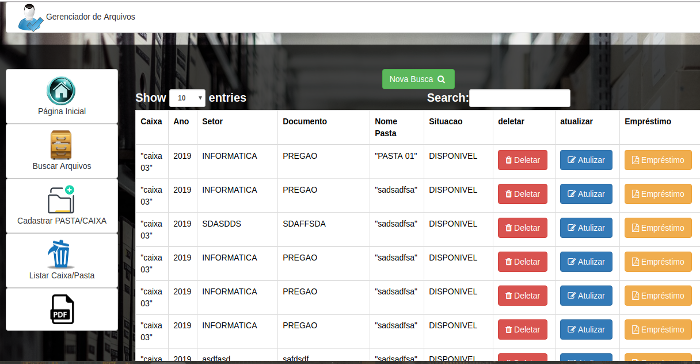 Gerenciador de Arquivos
Nova Busca
Show 10 entries Search:
Página Inicial
Buscar Arquivos
Cadastrar PASTA/CAIXA
Listar Caixa/Pasta
PDF
Caixa Ano Setor Documento Nome Pasta Situacao deletar atualizar Empréstimo
"caixa 03" 2019 INFORMATICA PREGAO "PASTA 01" DISPONIVEL Deletar Atulizar Empréstimo
"caixa 03" 2019 INFORMATICA PREGAO "sadsadfsa" DISPONIVEL Deletar Atulizar Empréstimo
"caixa 03" 2019 SDASDDS SDAFFSDA "sadsadfsa" DISPONIVEL Deletar Atulizar Empréstimo
"caixa 03" 2019 INFORMATICA PREGAO "sadsadfsa" DISPONIVEL Deletar Atulizar Empréstimo
"caixa 03" 2019 INFORMATICA PREGAO "sadsadfsa" DISPONIVEL Deletar Atulizar Empréstimo
"caixa 03" 2019 INFORMATICA PREGAO "sadsadfsa" DISPONIVEL Deletar Atulizar Empréstimo
"caixa 2019 asdfasd safdsdf "sadsadfsa" DISPONIVEL Deletar Atulizar Empréstimo